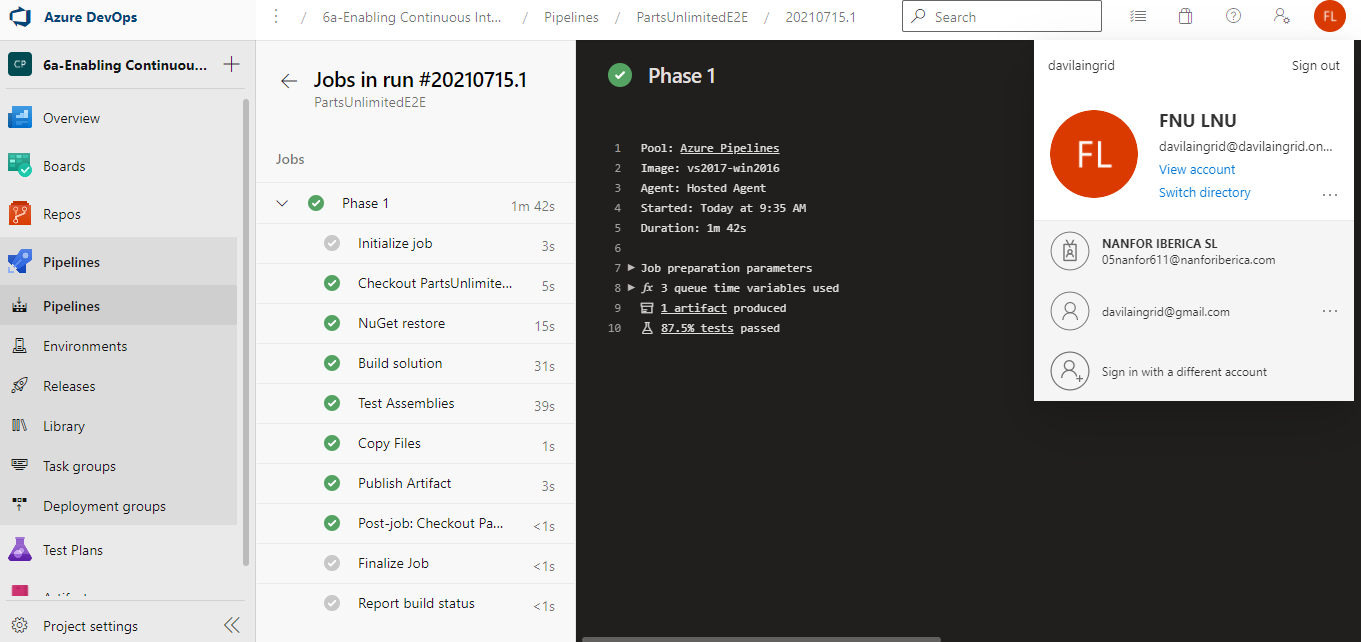 Azure DevOps
/ 6a-Enabling Continuous Int... / Pipelines / PartsUnlimitedE2E / 20210715.1
Search
FL
CP 6a-Enabling Continuou...
Overview
Boards
Repos
Pipelines
Pipelines
Environments
Releases
Library
Task groups
Deployment groups
Test Plans
Project settings
Jobs in run #20210715.1
PartsUnlimitedE2E
Jobs
Phase 1 1m 42s
Initialize job 3s
Checkout PartsUnlimite... 5s
NuGet restore 15s
Build solution 31s
Test Assemblies 39s
Copy Files 1s
Publish Artifact 3s
Post-job: Checkout Pa... <1s
Finalize Job <1s
Report build status <1s
Phase 1
1 Pool: Azure Pipelines
2 Image: vs2017-win2016
3 Agent: Hosted Agent
4 Started: Today at 9:35 AM
5 Duration: 1m 42s
6
7 Job preparation parameters
8 fx 3 queue time variables used
9 1 artifact produced
10 87.5% tests passed
davilaingrid Sign out
FL
FNU LNU
davilaingrid@davilaingrid.on...
View account
Switch directory
...
NANFOR IBERICA SL
05nanfor611@nanforiberica.com
davilaingrid@gmail.com ...
Sign in with a different account